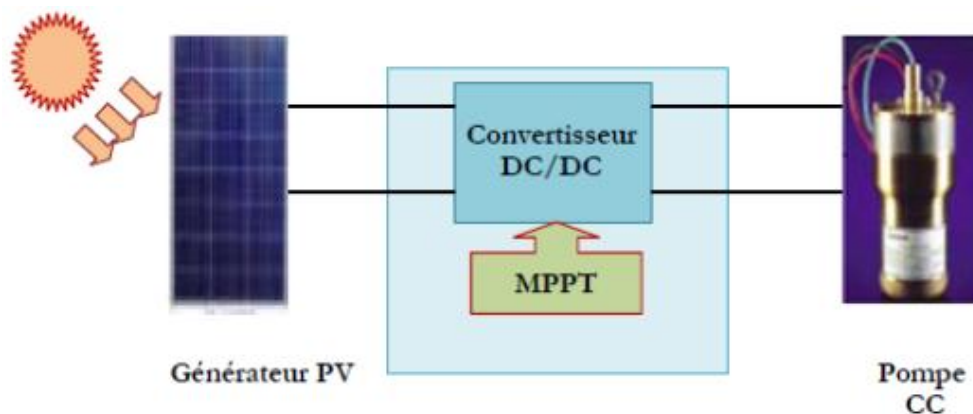 Convertisseur
DC/DC
MPPT
Générateur PV
Pompe
CC